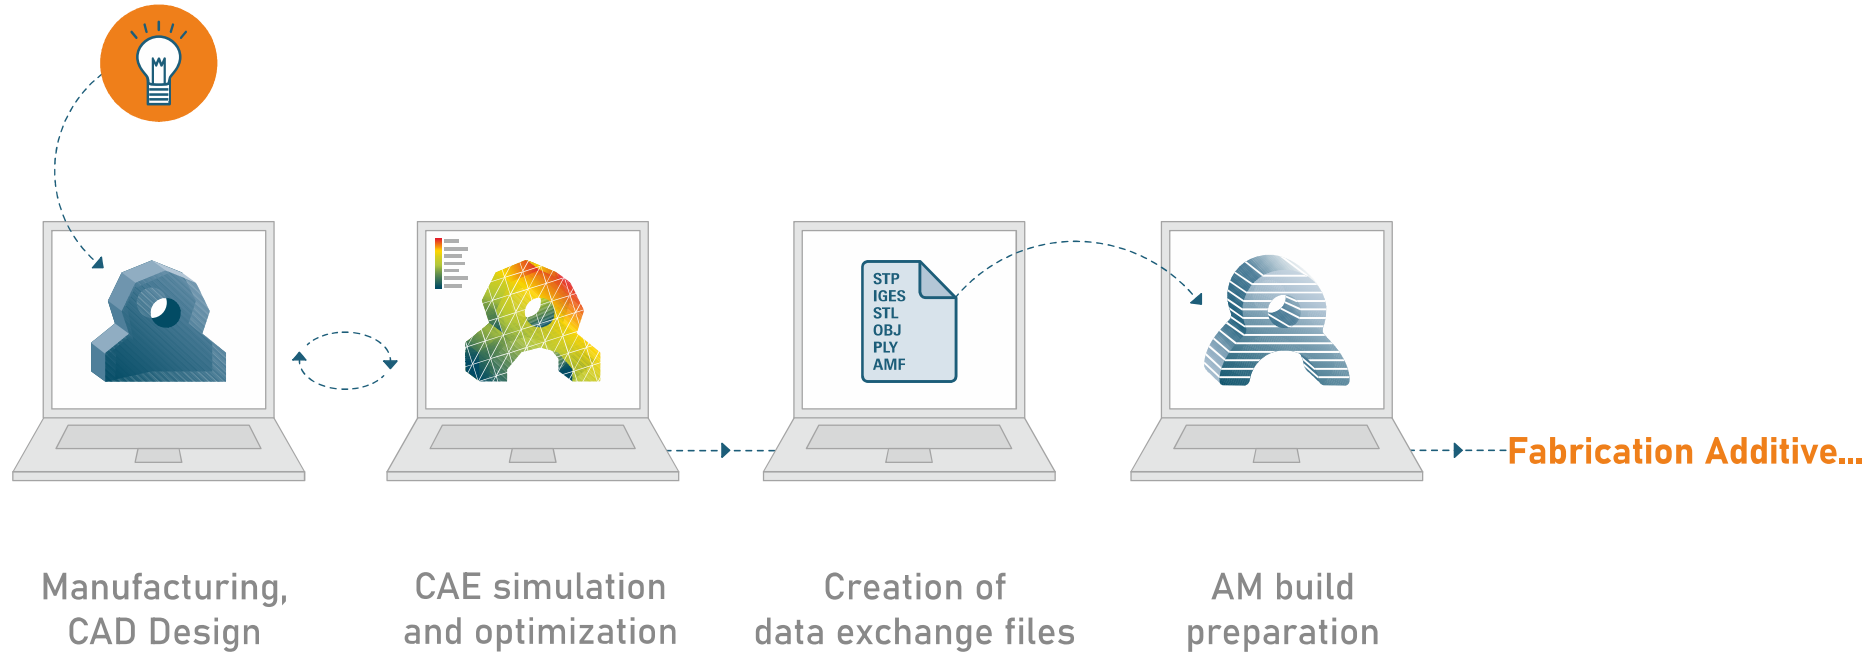 STP
IGES
STL
OBJ
PLY
AMF
Fabrication Additive...
Manufacturing,
CAD Design
CAE simulation
and optimization
Creation of
data exchange files
AM build
preparation